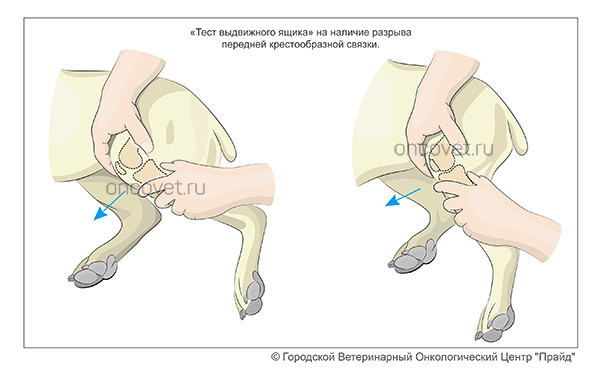 «Тест выдвижного ящика» на наличие разрыва
передней крестообразной связки.
oncovet.ru
oncovet.ru
© Городской Ветеринарный Онкологический Центр "Прайд"